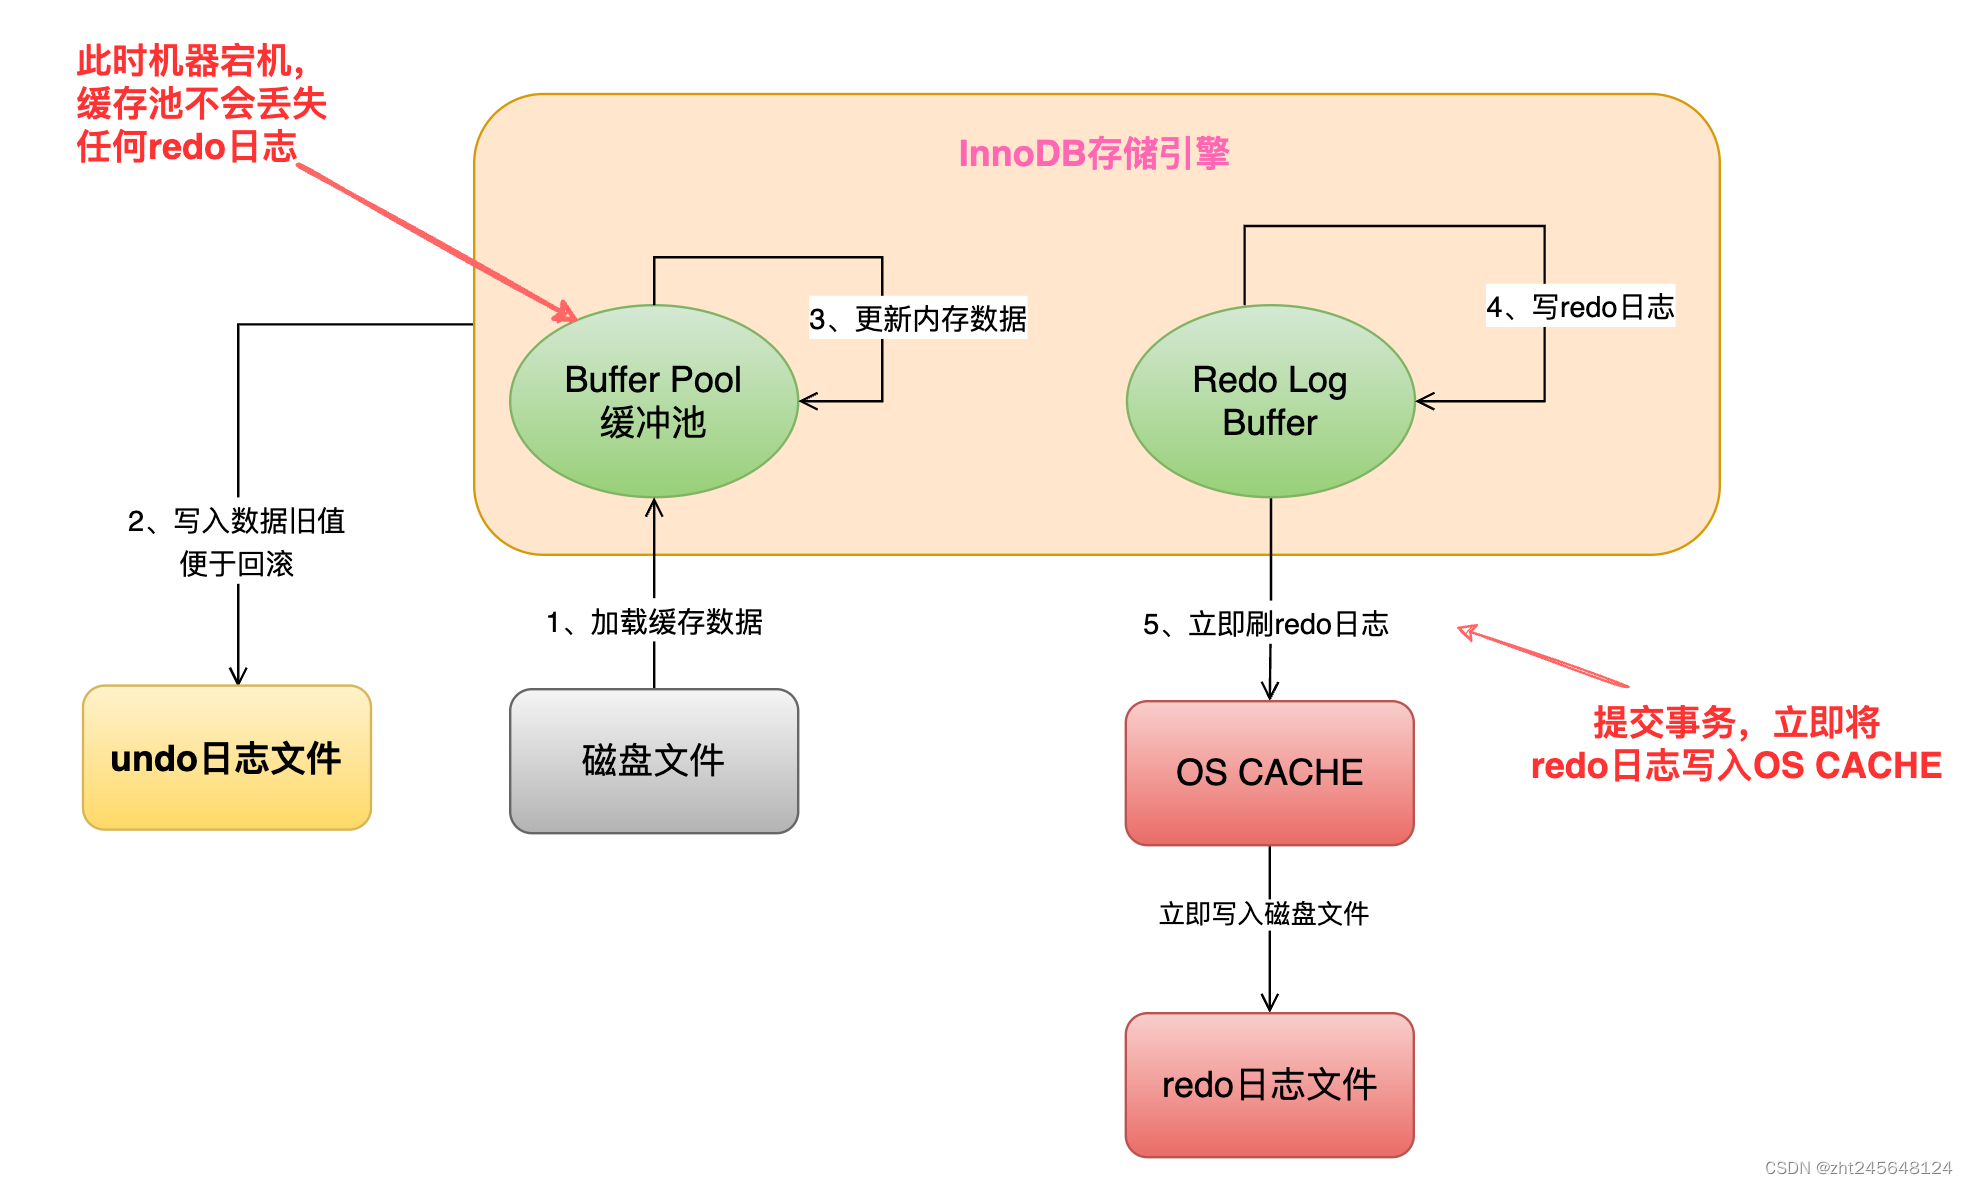 此时机器宕机，
缓存池不会丢失
任何redo日志
InnoDB存储引擎
3、更新内存数据
4、写redo日志
Buffer Pool
缓冲池
Redo Log
Buffer
2、写入数据旧值
便于回滚
1、加载缓存数据
5、立即刷redo日志
提交事务，立即将
redo日志写入OS CACHE
undo日志文件
磁盘文件
OS CACHE
立即写入磁盘文件
redo日志文件
CSDN @zht245648124